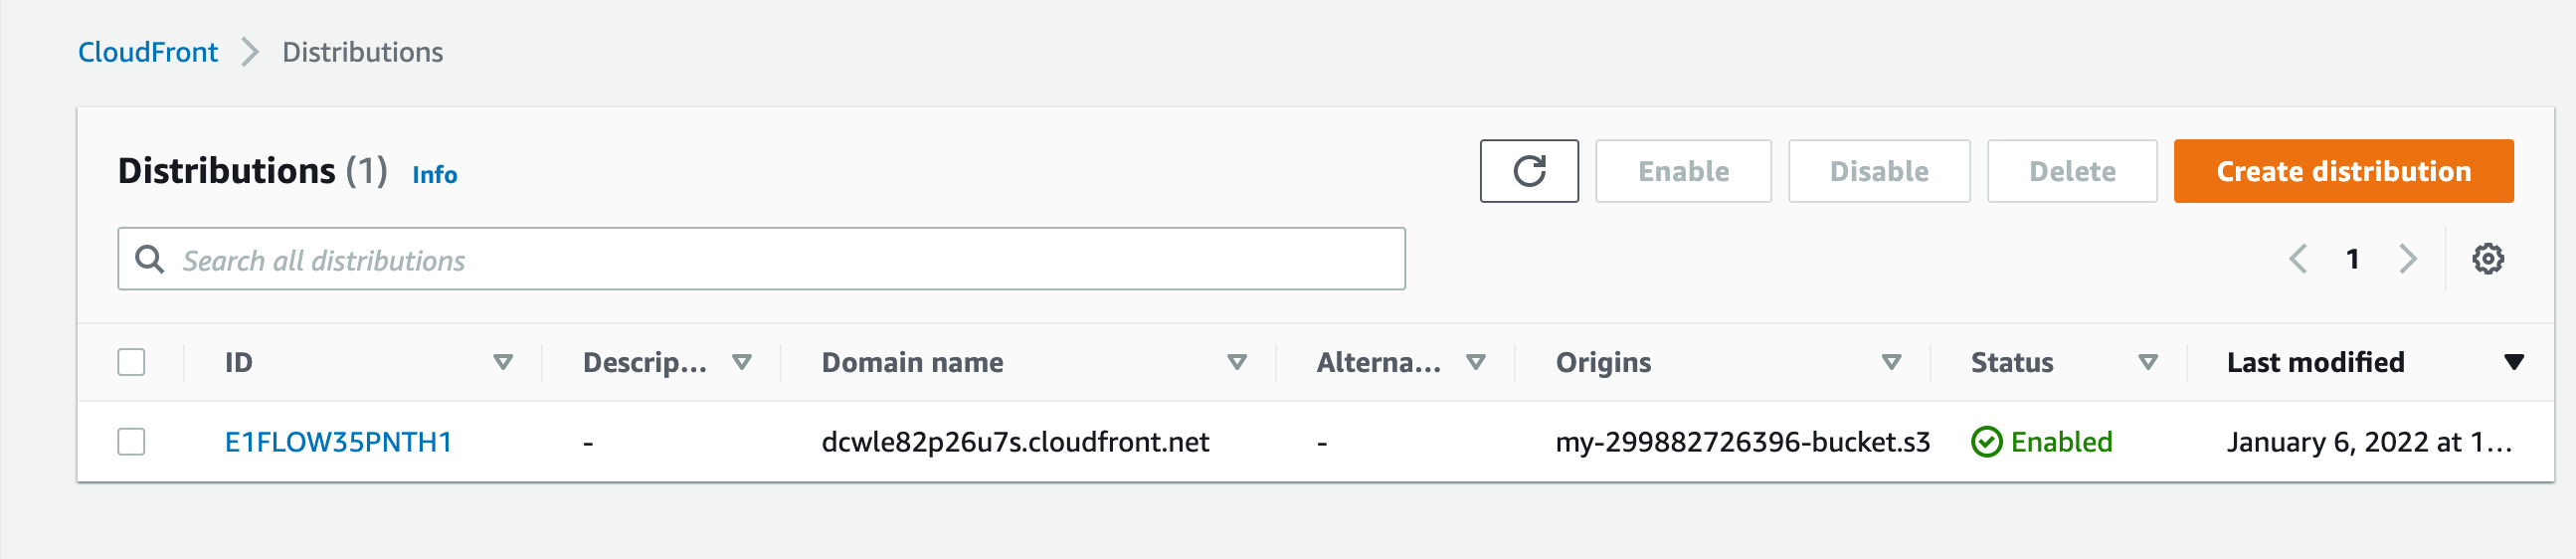 CloudFront Distributions
Distributions (1) Info Enable Disable Delete Create distribution
Search all distributions 1
ID Descrip... Domain name Alterna... Origins Status Last modified
E1FLOW35PNTH1 - dcwle82p26u7s.cloudfront.net - my-299882726396-bucket.s3 Enabled January 6, 2022 at 1...